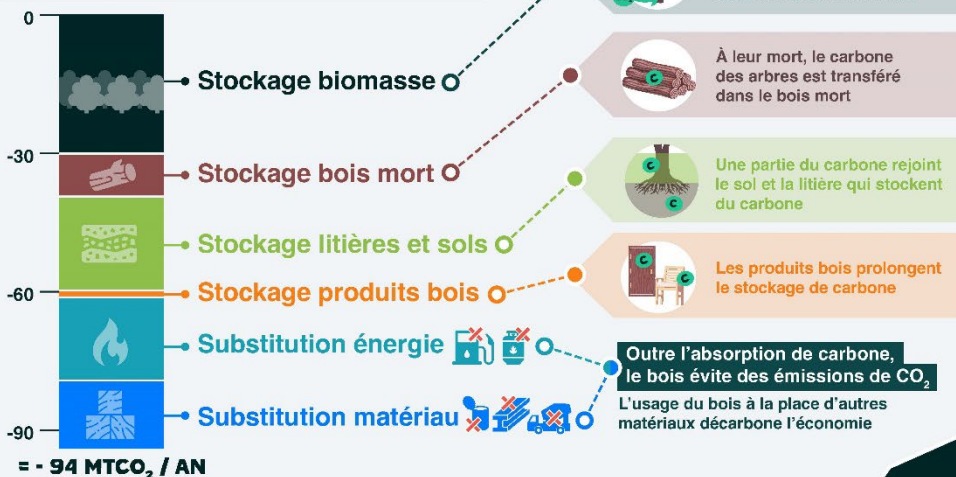 0
Stockage biomasse
À leur mort, le carbone
des arbres est transféré
dans le bois mort
-30
Stockage bois mort
Une partie du carbone rejoint
le sol et la litière qui stockent
du carbone
Stockage litières et sols
Les produits bois prolongent
le stockage de carbone
-60
Stockage produits bois
Substitution énergie
Outre l'absorption de carbone,
le bois évite des émissions de CO₂
L'usage du bois à la place d'autres
matériaux décarbone l'économie
Substitution matériau
-90
= - 94 MTCO₂ / AN
C
C
C
C
C